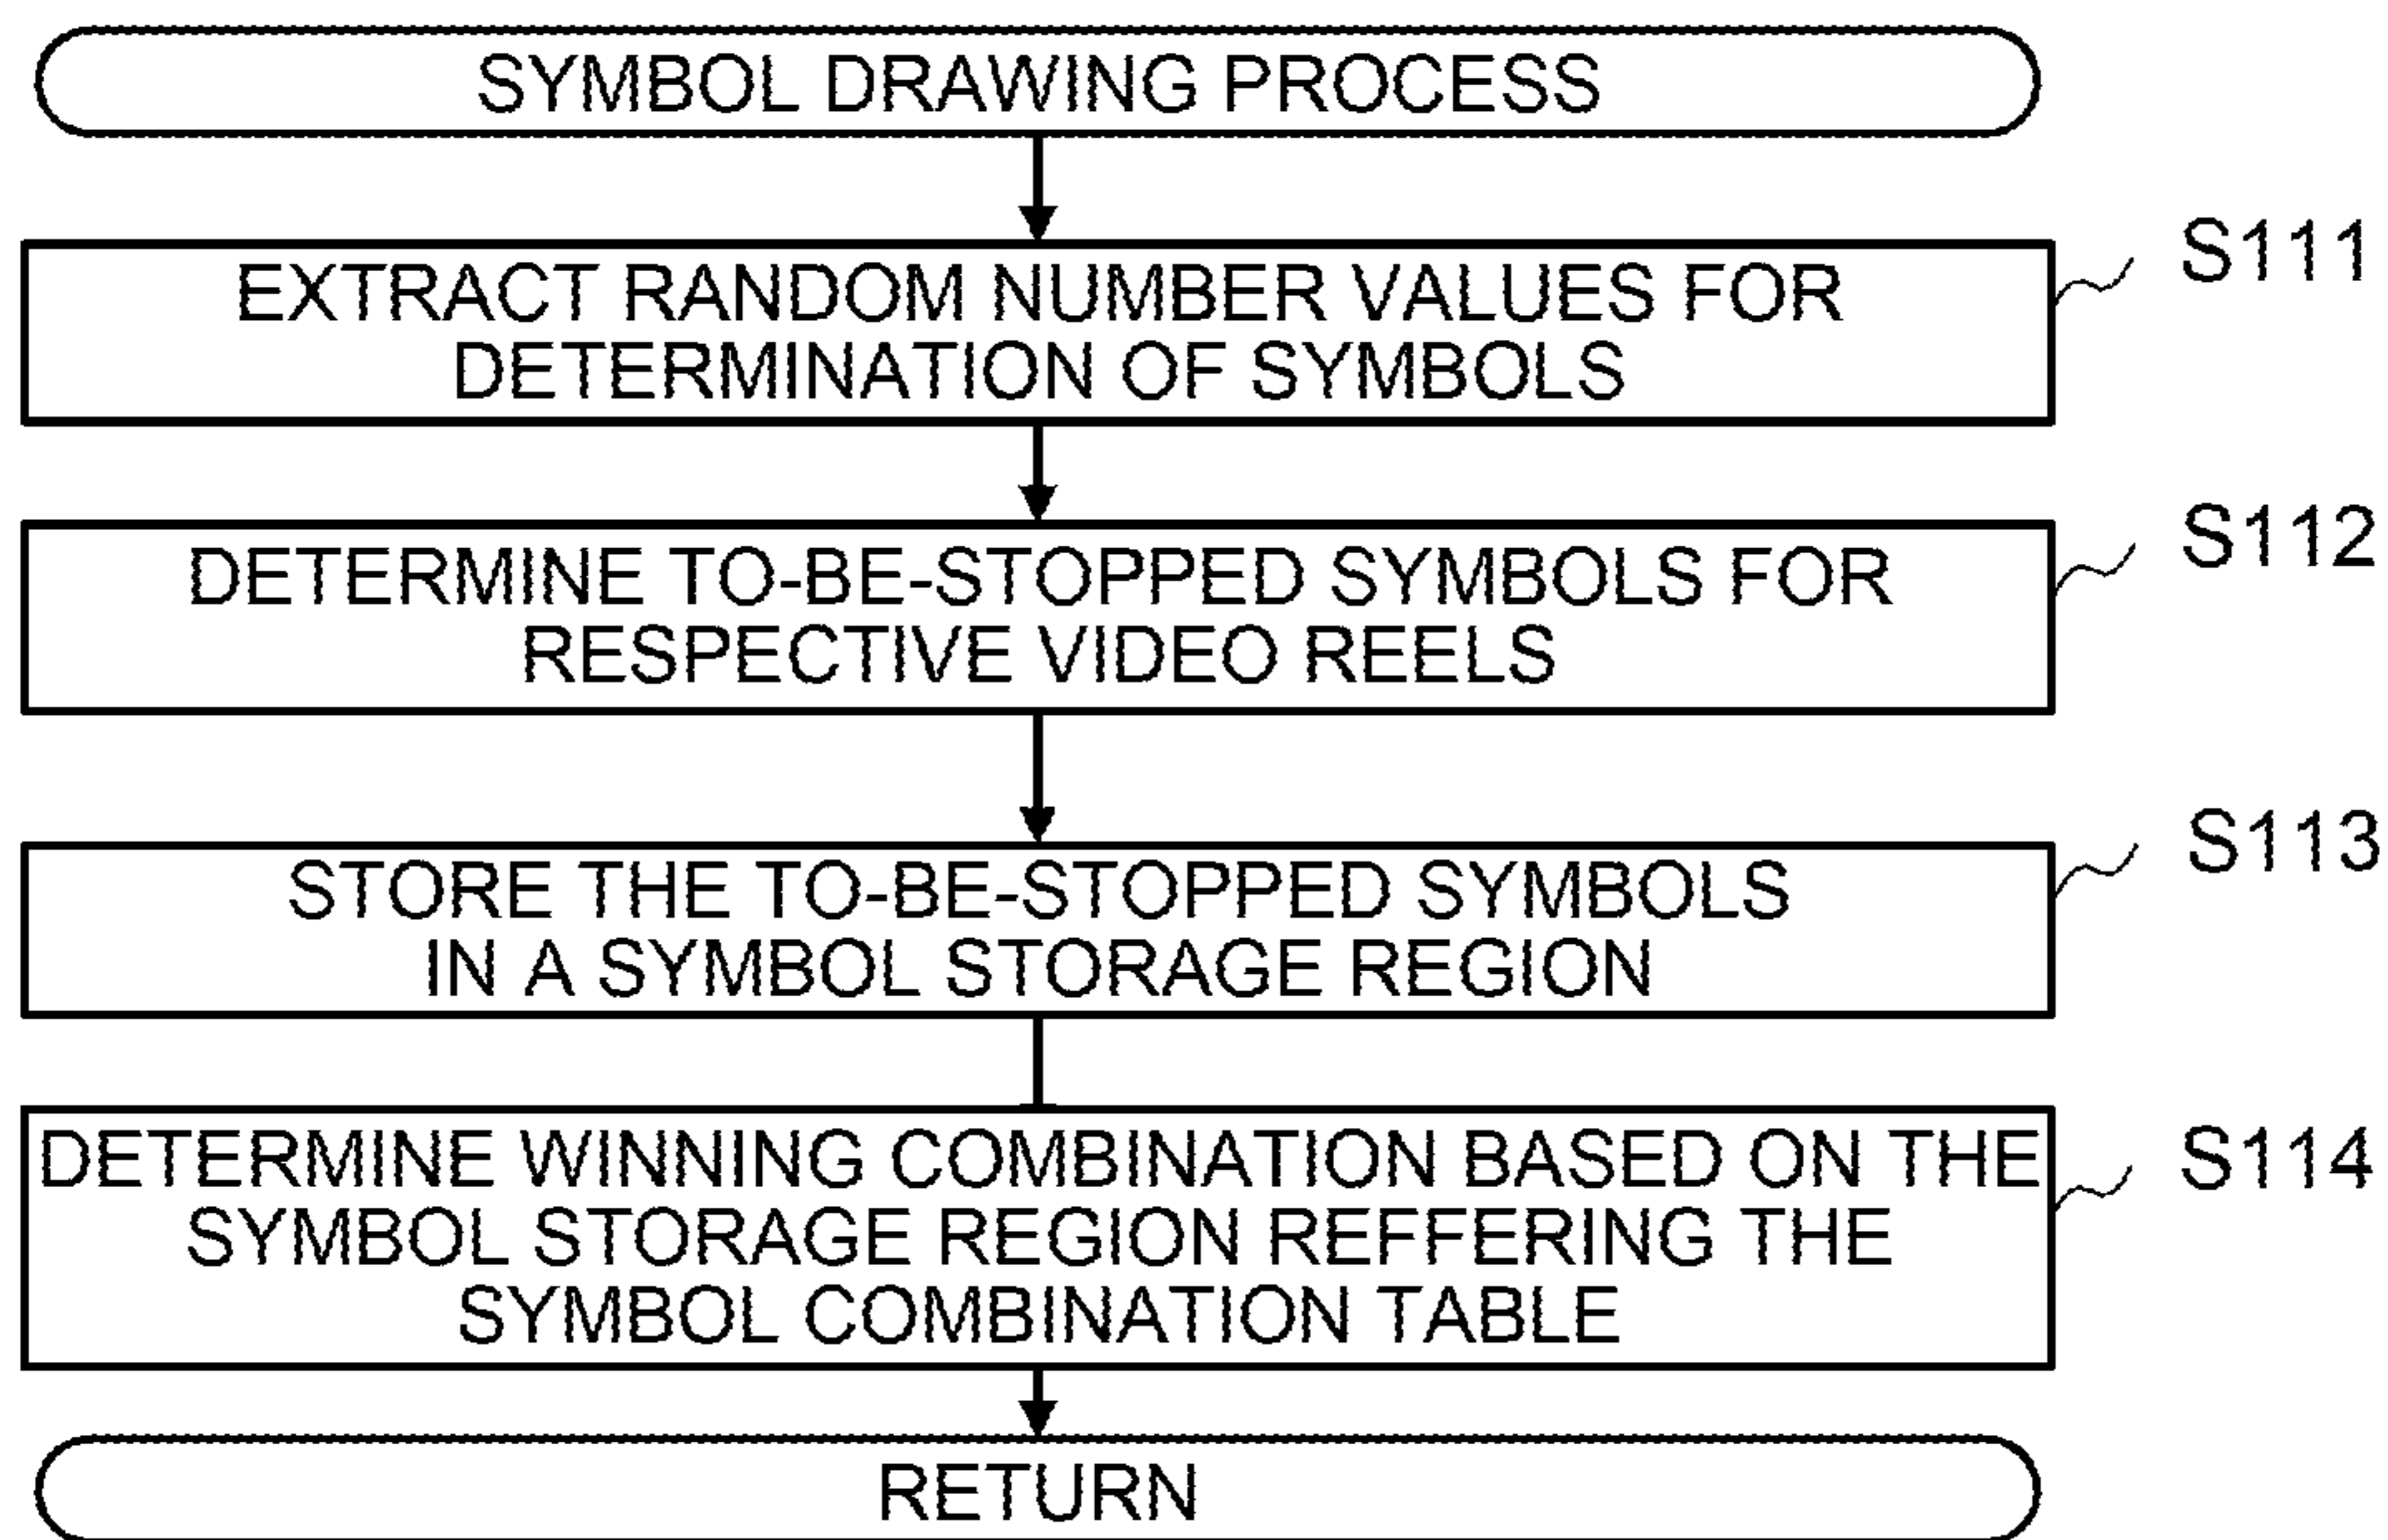 SYMBOL DRAWING PROCESS
EXTRACT RANDOM NUMBER VALUES FOR
DETERMINATION OF SYMBOLS
S111
DETERMINE TO-BE-STOPPED SYMBOLS FOR
RESPECTIVE VIDEO REELS
S112
STORE THE TO-BE-STOPPED SYMBOLS
IN A SYMBOL STORAGE REGION
S113
DETERMINE WINNING COMBINATION BASED ON THE
SYMBOL STORAGE REGION REFFERING THE
SYMBOL COMBINATION TABLE
S114
RETURN